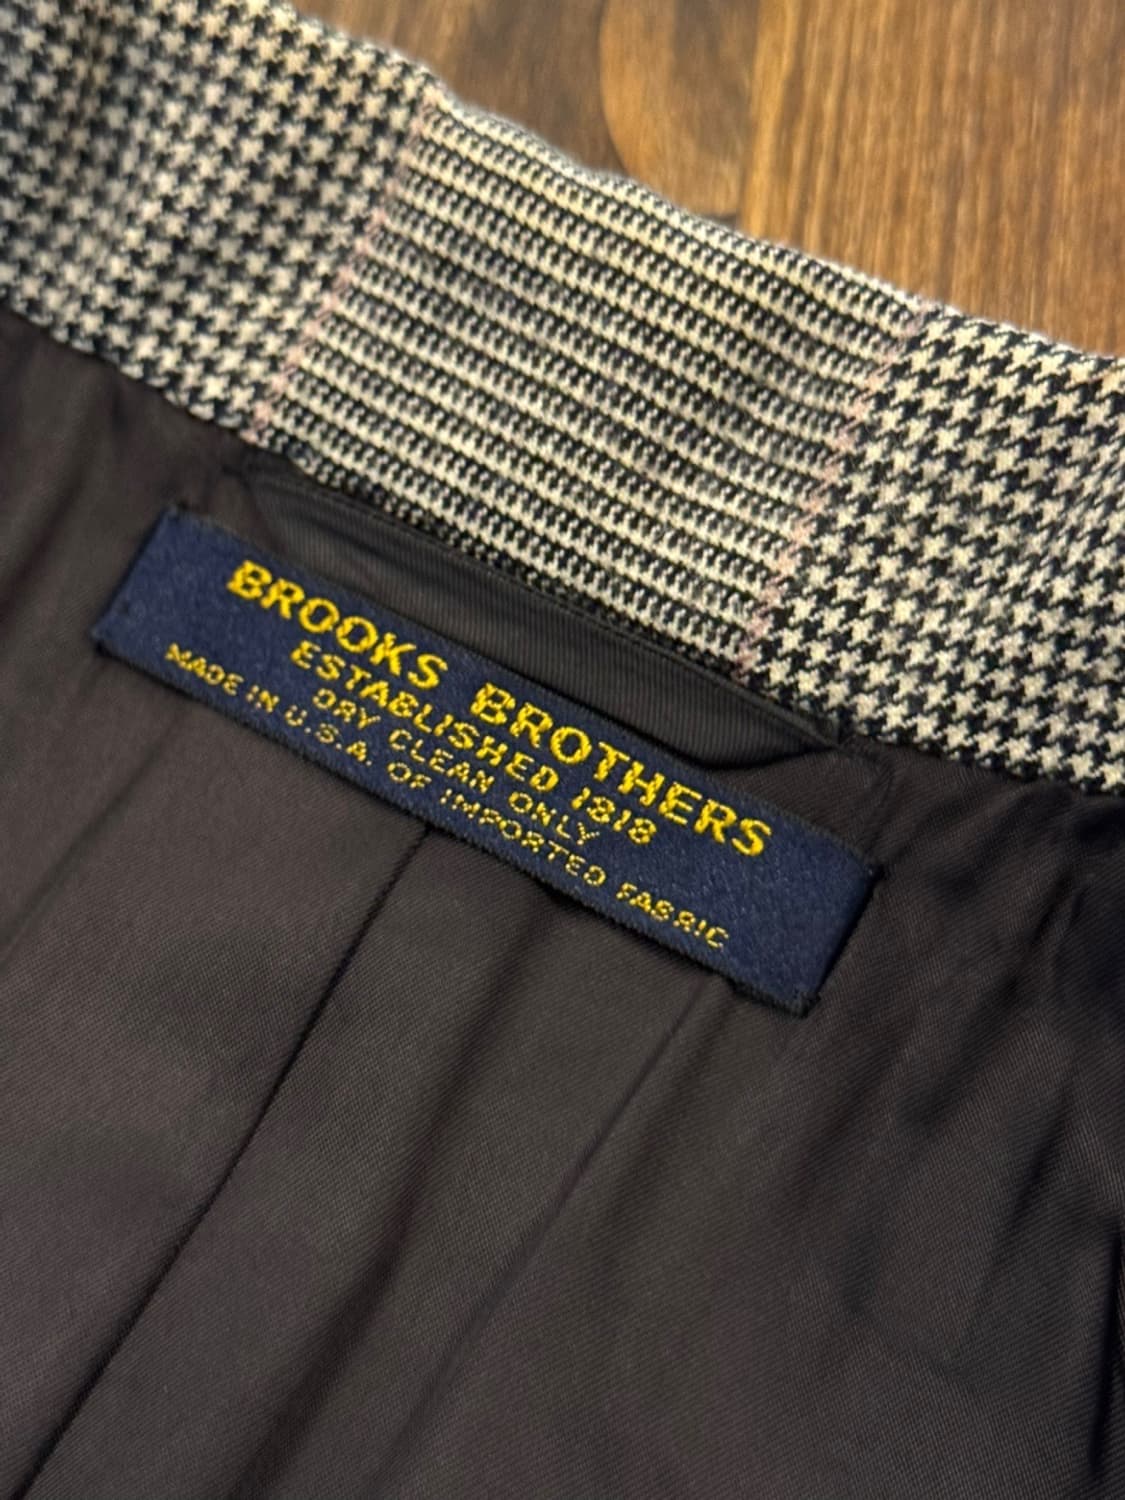 BROOKS BROTHERS
ESTABLISHED 1818
DRY CLEAN ONLY
MADE IN U.S.A. OF IMPORTED FABRIC